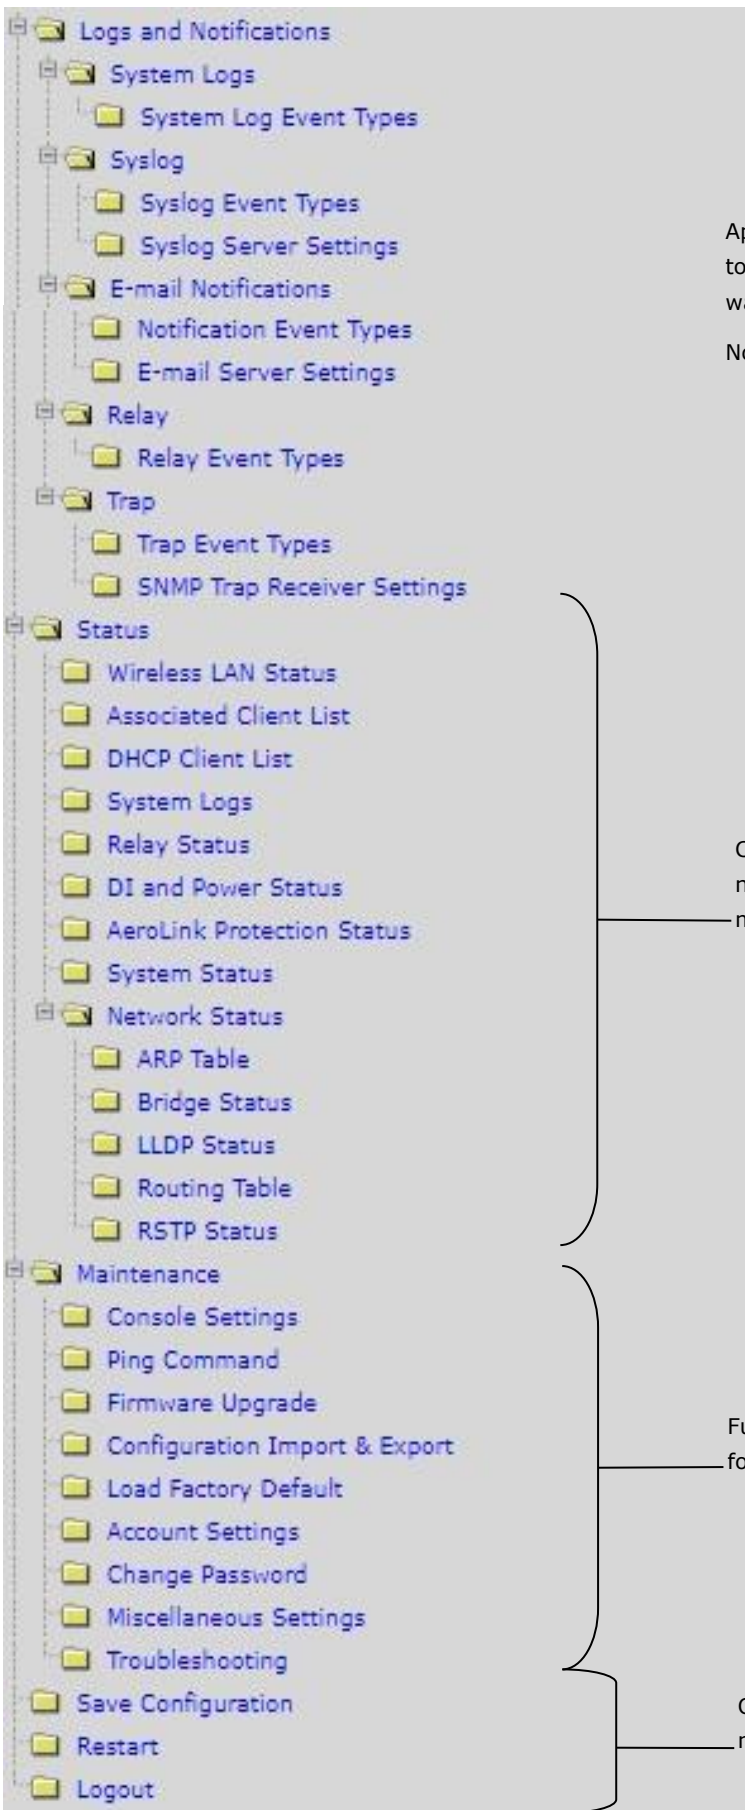 Logs and Notifications
System Logs
System Log Event Types
Syslog
Syslog Event Types
Syslog Server Settings
E-mail Notifications
Notification Event Types
E-mail Server Settings
Relay
Relay Event Types
Trap
Trap Event Types
SNMP Trap Receiver Settings
Status
Wireless LAN Status
Associated Client List
DHCP Client List
System Logs
Relay Status
DI and Power Status
AeroLink Protection Status
System Status
Network Status
ARP Table
Bridge Status
LLDP Status
Routing Table
RSTP Status
Maintenance
Console Settings
Ping Command
Firmware Upgrade
Configuration Import & Export
Load Factory Default
Account Settings
Change Password
Miscellaneous Settings
Troubleshooting
Save Configuration
Restart
Logout